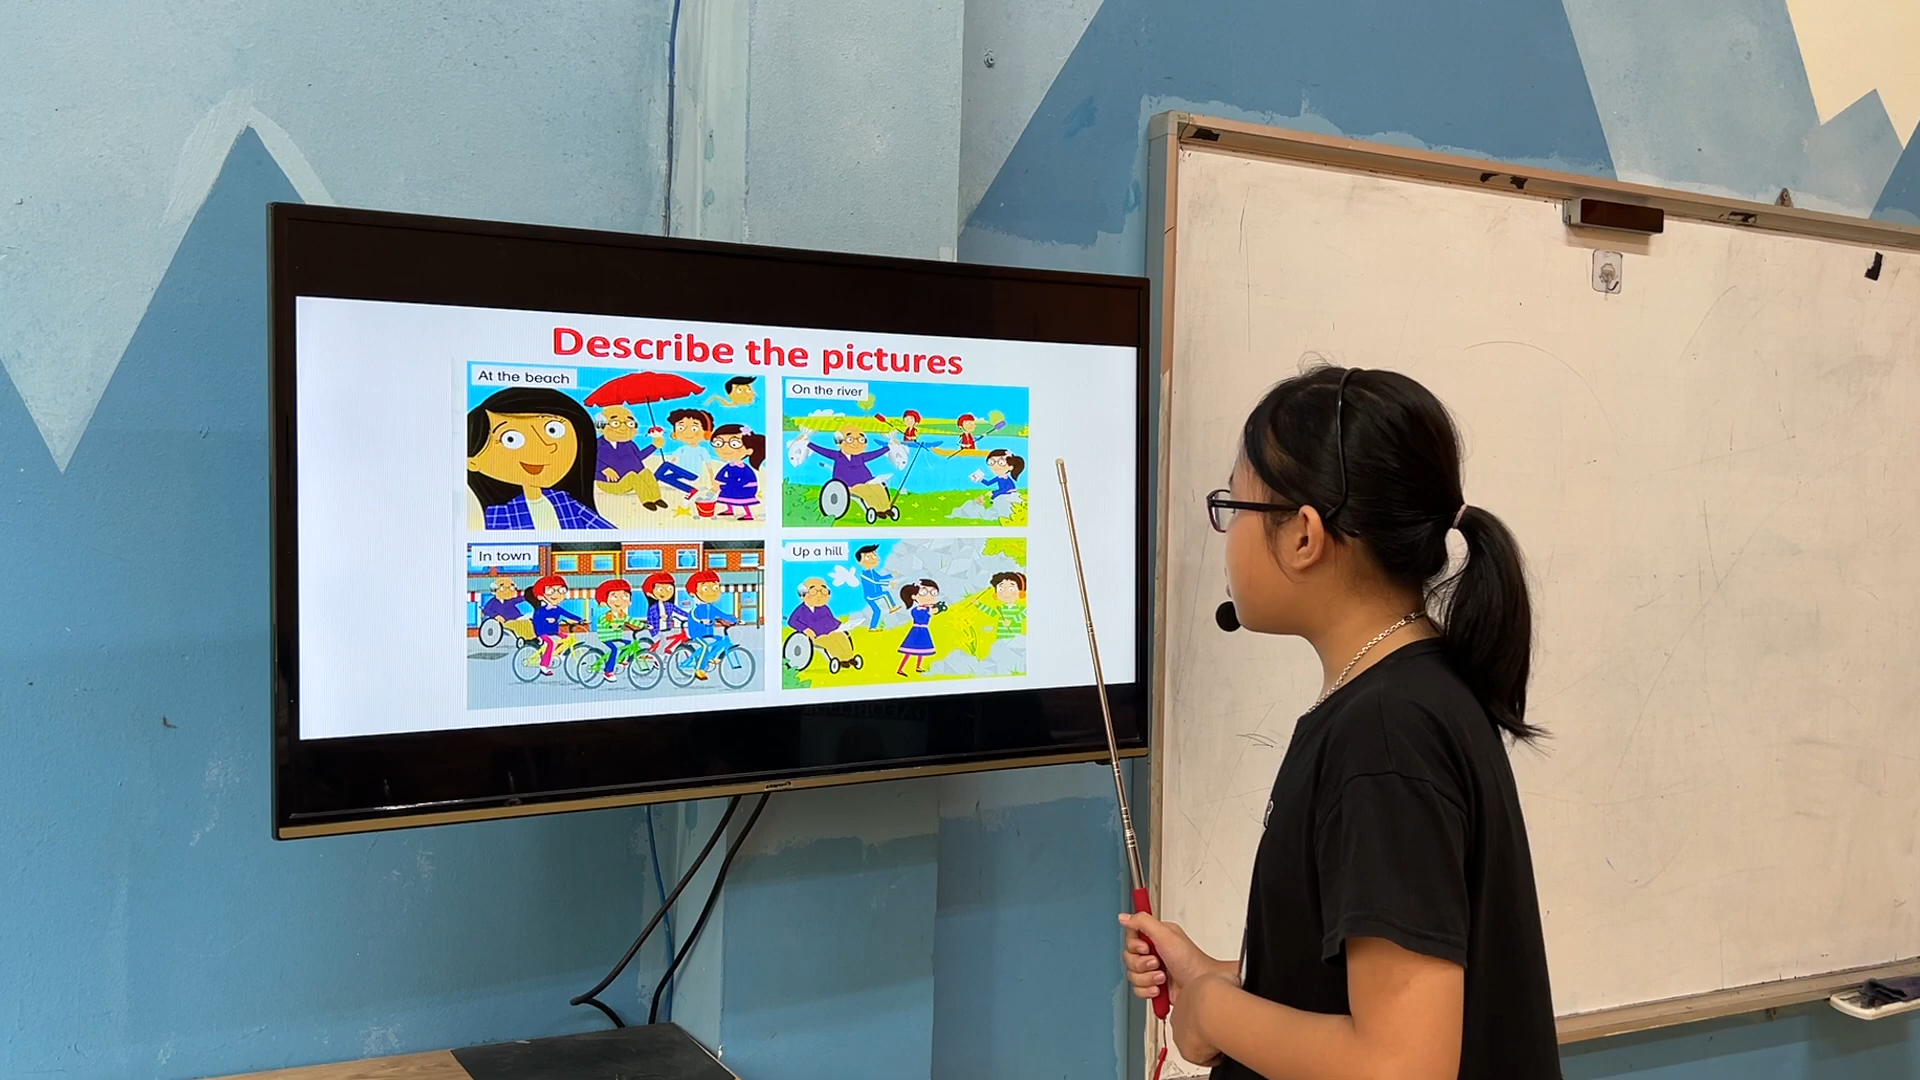 Describe the pictures
At the beach
On the river
In town
Up a hill